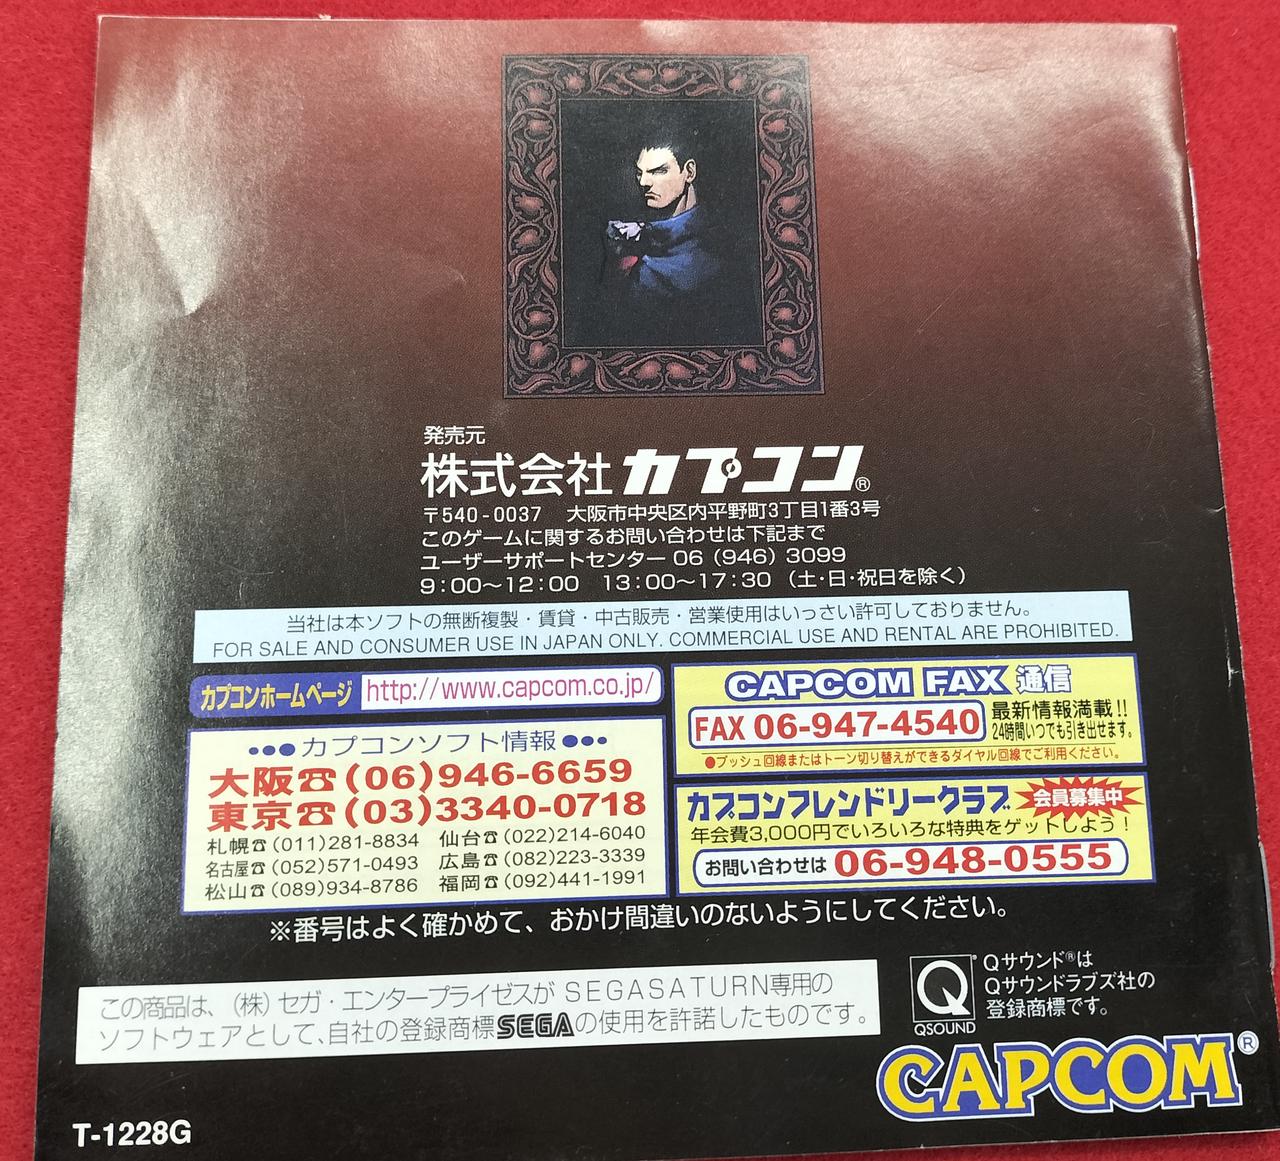 発売元
株式会社 カプコン®
〒540-0037 大阪市中央区内平野町3丁目1番3号
このゲームに関するお問い合わせは下記まで
ユーザーサポートセンター 06 (946) 3099
9:00～12:00 13:00～17:30 (土・日・祝日を除く)
当社は本ソフトの無断複製・賃貸・中古販売・営業使用はいっさい許可しておりません。
FOR SALE AND CONSUMER USE IN JAPAN ONLY. COMMERCIAL USE AND RENTAL ARE PROHIBITED.
カプコンホームページ http://www.capcom.co.jp/
●●●カプコンソフト情報●●●
大阪☎(06)946-6659
東京☎(03)3340-0718
札幌☎(011)281-8834 仙台☎(022)214-6040
名古屋☎(052)571-0493 広島☎(082)223-3339
松山☎(089)934-8786 福岡☎(092)441-1991
CAPCOM FAX 通信
FAX 06-947-4540
最新情報満載!!
24時間いつでも引き出せます。
●プッシュ回線またはトーン切り替えができるダイヤル回線でご利用ください。
カプコンフレンドリークラブ 会員募集中
年会費3,000円でいろいろな特典をゲットしよう!
お問い合わせは 06-948-0555
※番号はよく確かめて、おかけ間違いのないようにしてください。
この商品は、(株)セガ・エンタープライゼスが SEGASATURN専用の
ソフトウェアとして、自社の登録商標SEGAの使用を許諾したものです。
Q
QSOUND
Qサウンド®は
Qサウンドラブズ社の
登録商標です。
CAPCOM®
T-1228G